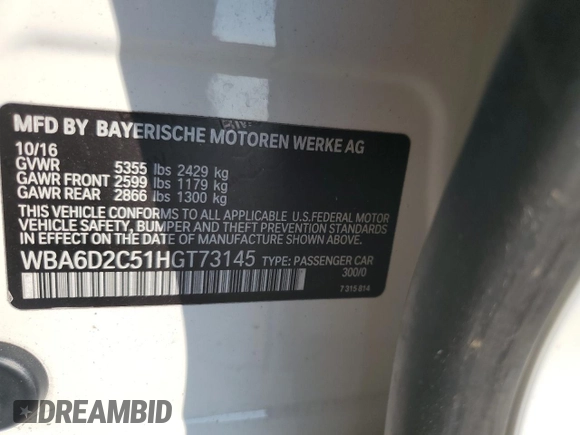 MFD BY BAYERISCHE MOTOREN WERKE AG
10/16
GVWR 5355 lbs 2429 kg
GAWR FRONT 2599 lbs 1179 kg
GAWR REAR 2866 lbs 1300 kg
THIS VEHICLE CONFORMS TO ALL APPLICABLE U.S.FEDERAL MOTOR
VEHICLE SAFETY, BUMPER AND THEFT PREVENTION STANDARDS
IN EFFECT ON THE DATE OF MANUFACTURE SHOWN ABOVE.
WBA6D2C51HGT73145 TYPE: PASSENGER CAR
300/0
7 315 814
DREAMBID